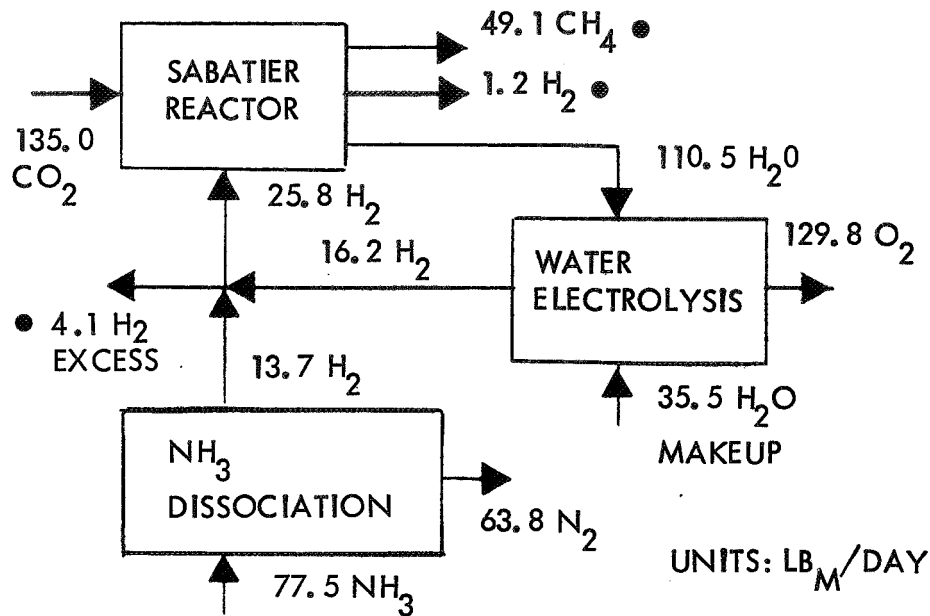 49.1 CH4 ●
SABATIER
REACTOR
1.2 H2 ●
135.0
CO2
110.5 H20
25.8 H2
16.2 H2
WATER
ELECTROLYSIS
129.8 O2
● 4.1 H2
EXCESS
13.7 H2
35.5 H2O
MAKEUP
NH3
DISSOCIATION
63.8 N2
77.5 NH3
UNITS: LBM/DAY